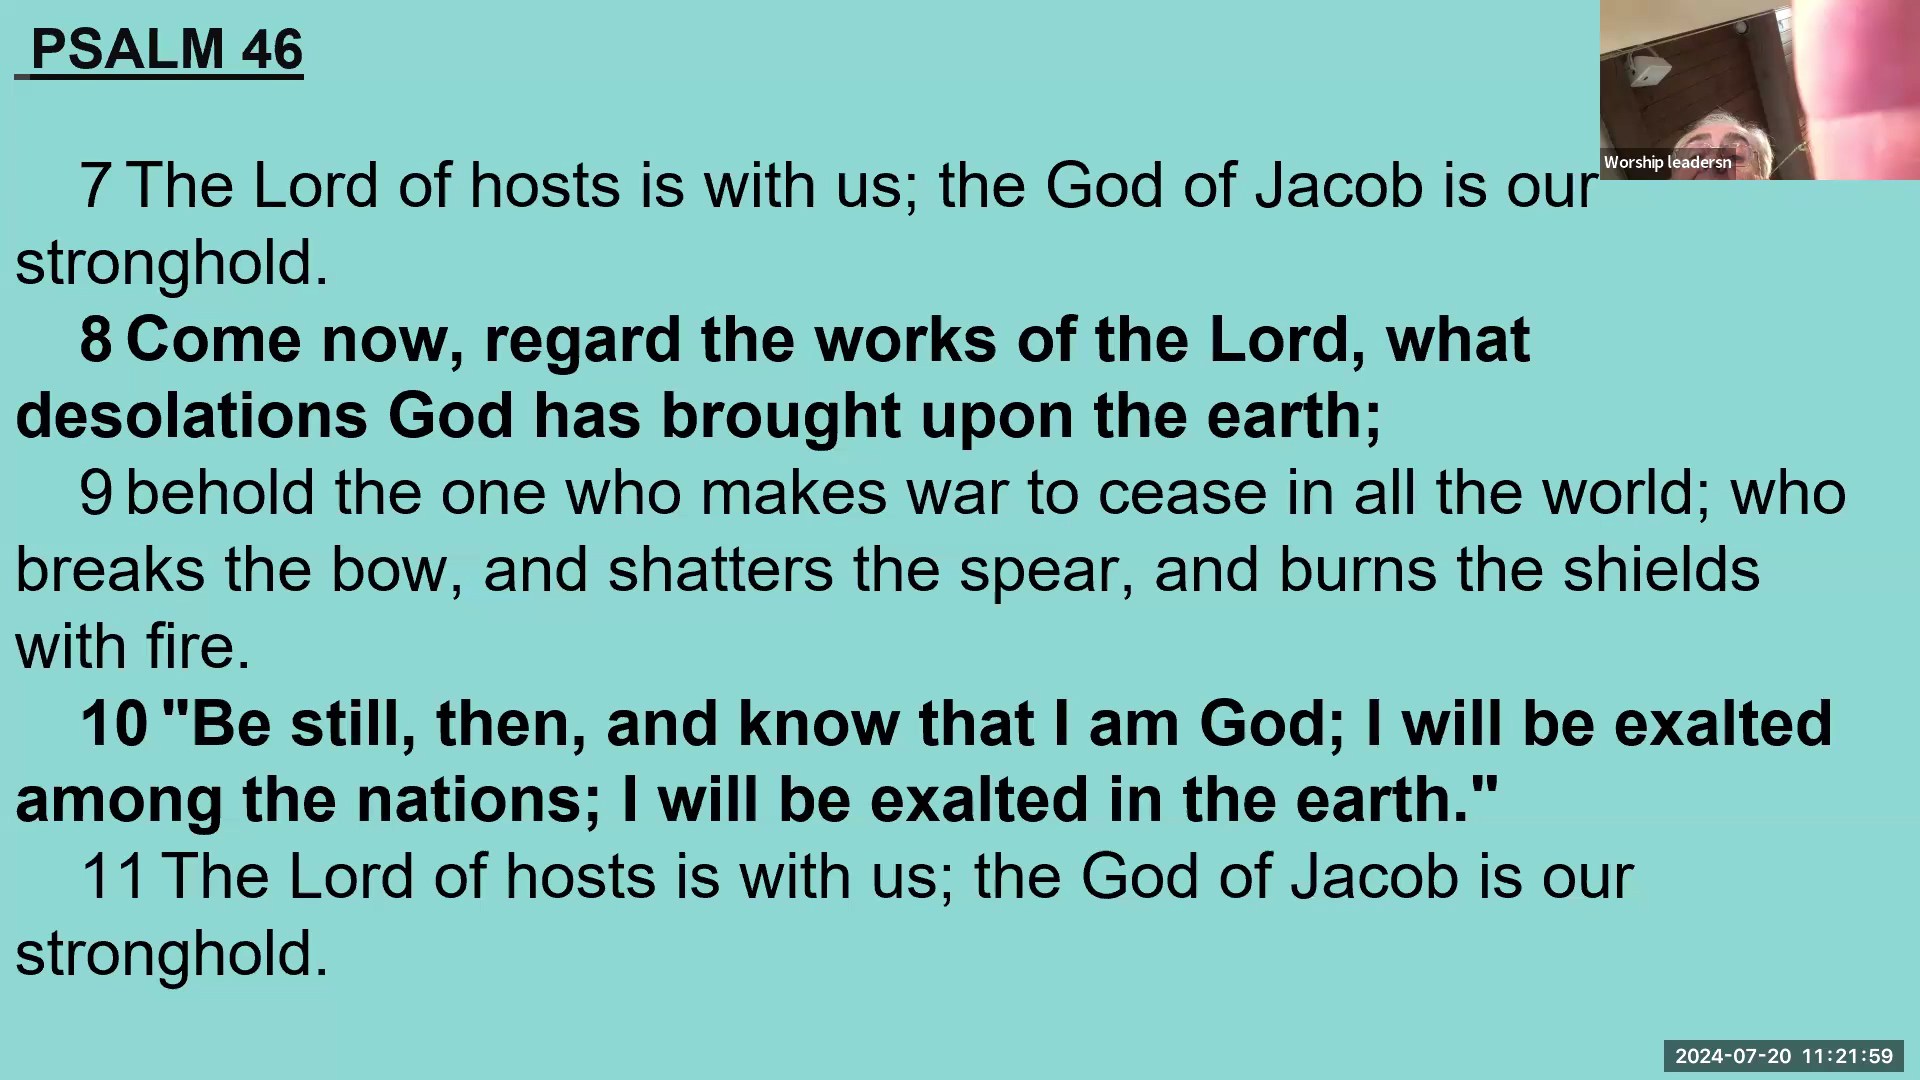 PSALM 46
Worship leadersn
7 The Lord of hosts is with us; the God of Jacob is our
stronghold.
8 Come now, regard the works of the Lord, what
desolations God has brought upon the earth;
9 behold the one who makes war to cease in all the world; who
breaks the bow, and shatters the spear, and burns the shields
with fire.
10 "Be still, then, and know that I am God; I will be exalted
among the nations; I will be exalted in the earth."
11 The Lord of hosts is with us; the God of Jacob is our
stronghold.
2024-07-20 11:21:59